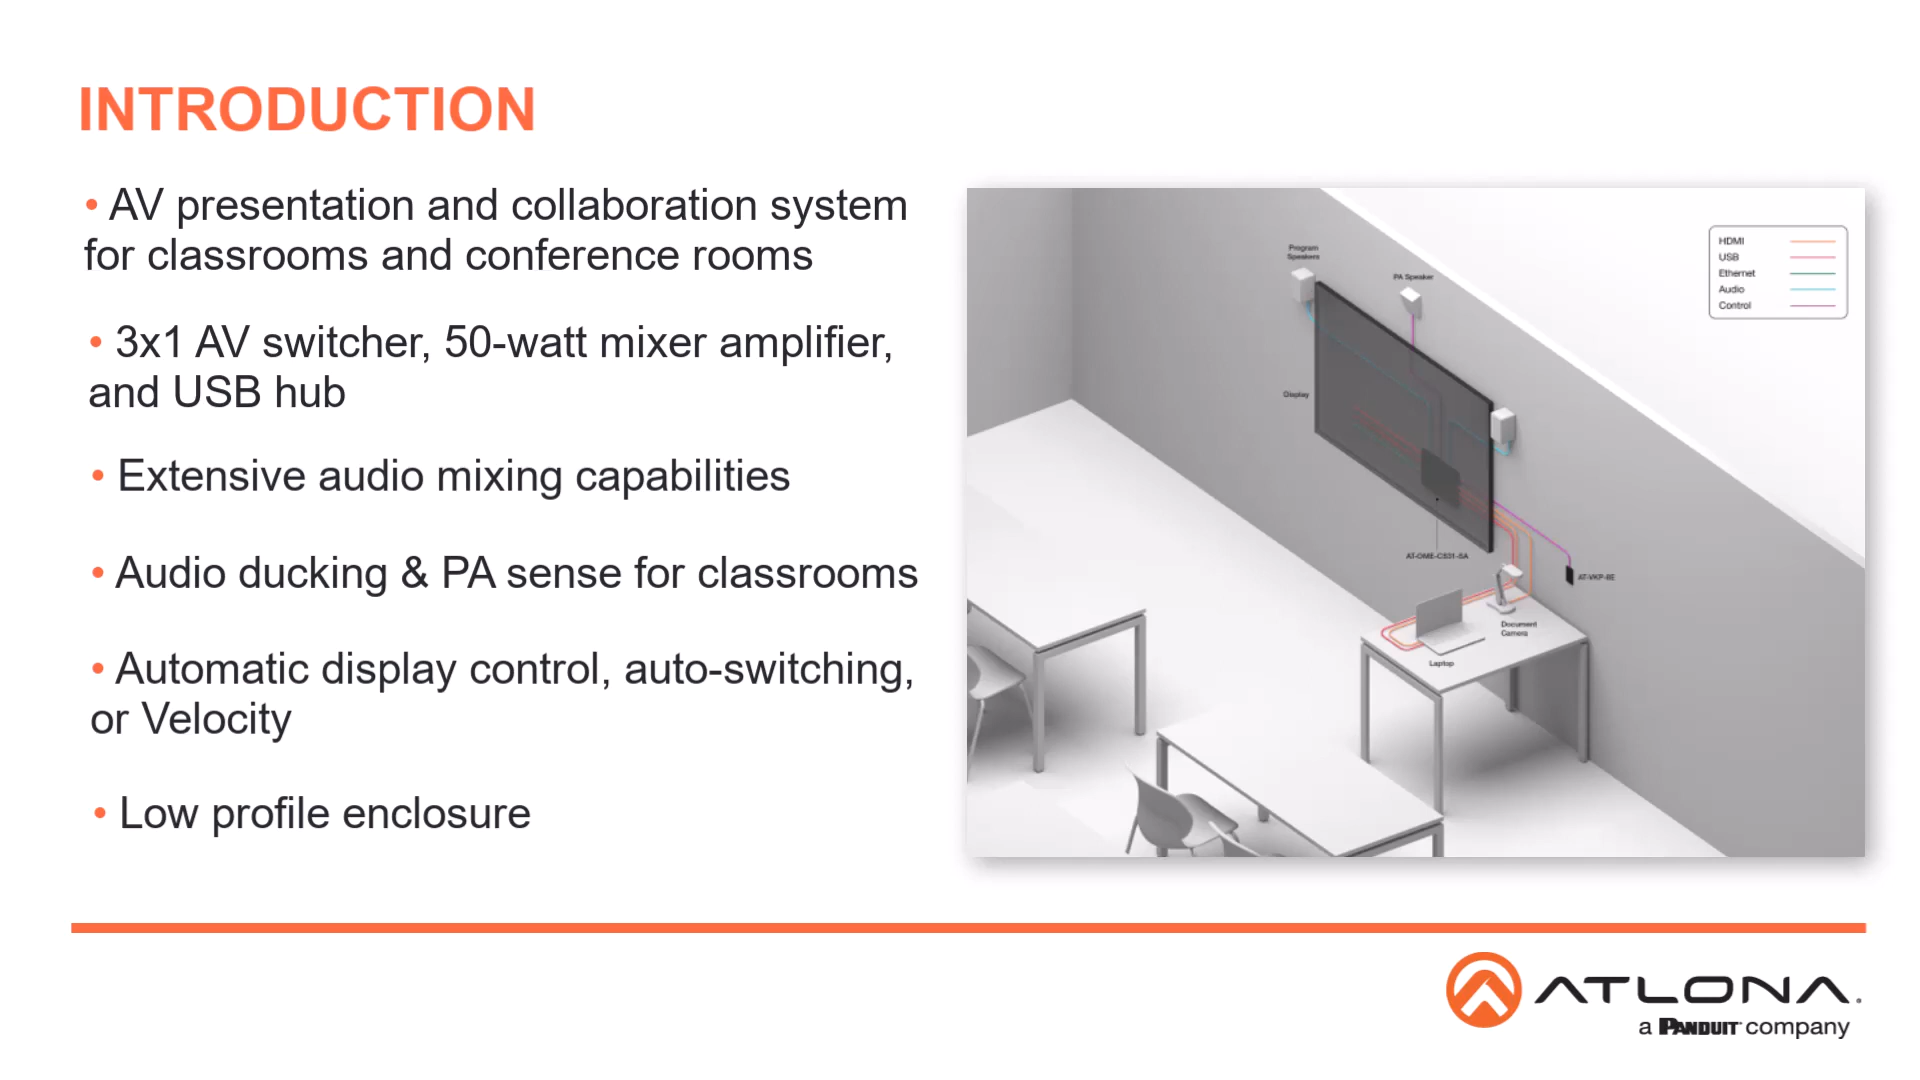 INTRODUCTION
• AV presentation and collaboration system
for classrooms and conference rooms
• 3x1 AV switcher, 50-watt mixer amplifier,
and USB hub
• Extensive audio mixing capabilities
• Audio ducking & PA sense for classrooms
• Automatic display control, auto-switching,
or Velocity
• Low profile enclosure
HDMI
USB
Ethernet
Audio
Control
Program
Speakers
PA Speaker
Display
AT-OME-CS31-SA
AT-VKP-8E
Document
Camera
Laptop
ATLONA.
a PANDUIT company